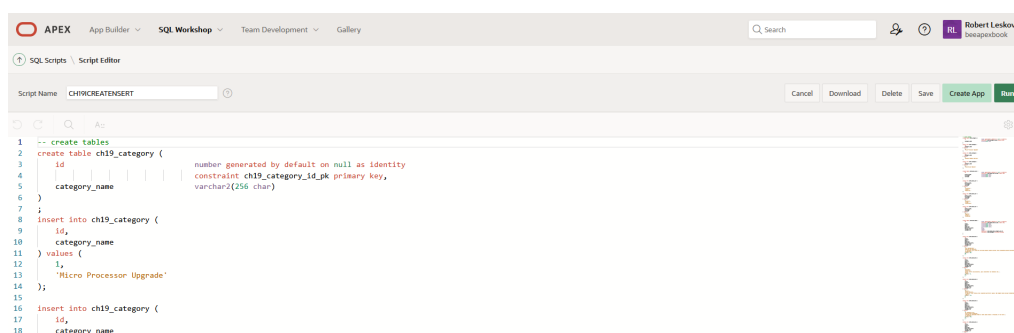 APEX App Builder SQL Workshop Team Development Gallery Search RL Robert Leskov
beeapexbook
SQL Scripts \ Script Editor
Script Name CH19ICREATENSERT Cancel Download Delete Save Create App Run
A=
1 -- create tables
2 create table ch19_category (
3 id number generated by default on null as identity
4 constraint ch19_category_id_pk primary key,
5 category_name varchar2(256 char)
6 )
7 ;
8 insert into ch19_category (
9 id,
10 category_name
11 ) values (
12 1,
13 'Micro Processor Upgrade'
14 );
15
16 insert into ch19_category (
17 id,
18 category_name